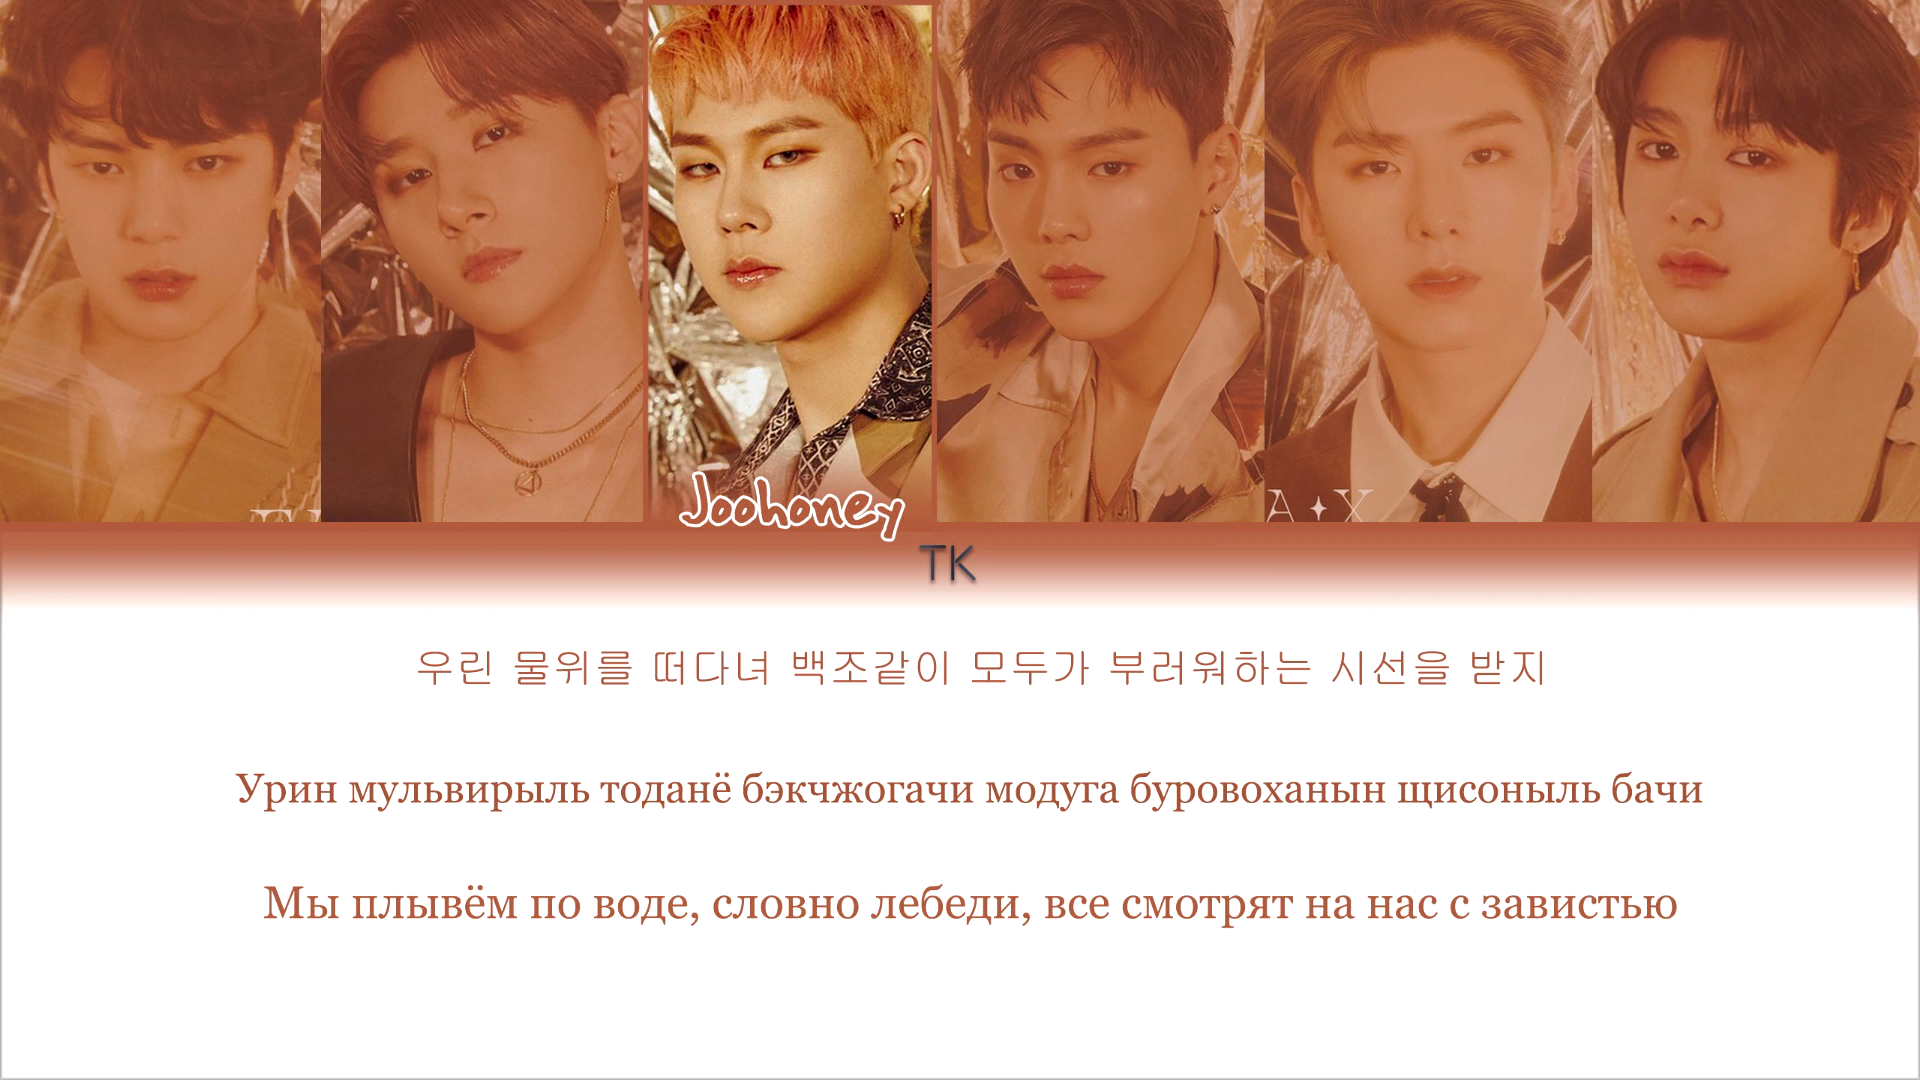 A✦X
Joohoney
TK
우린 물위를 떠다녀 백조같이 모두가 부러워하는 시선을 받지
Урин мульвирыль тоданё бэкчжогачи модуга буровоханын щисоныль бачи
Мы плывём по воде, словно лебеди, все смотрят на нас с завистью